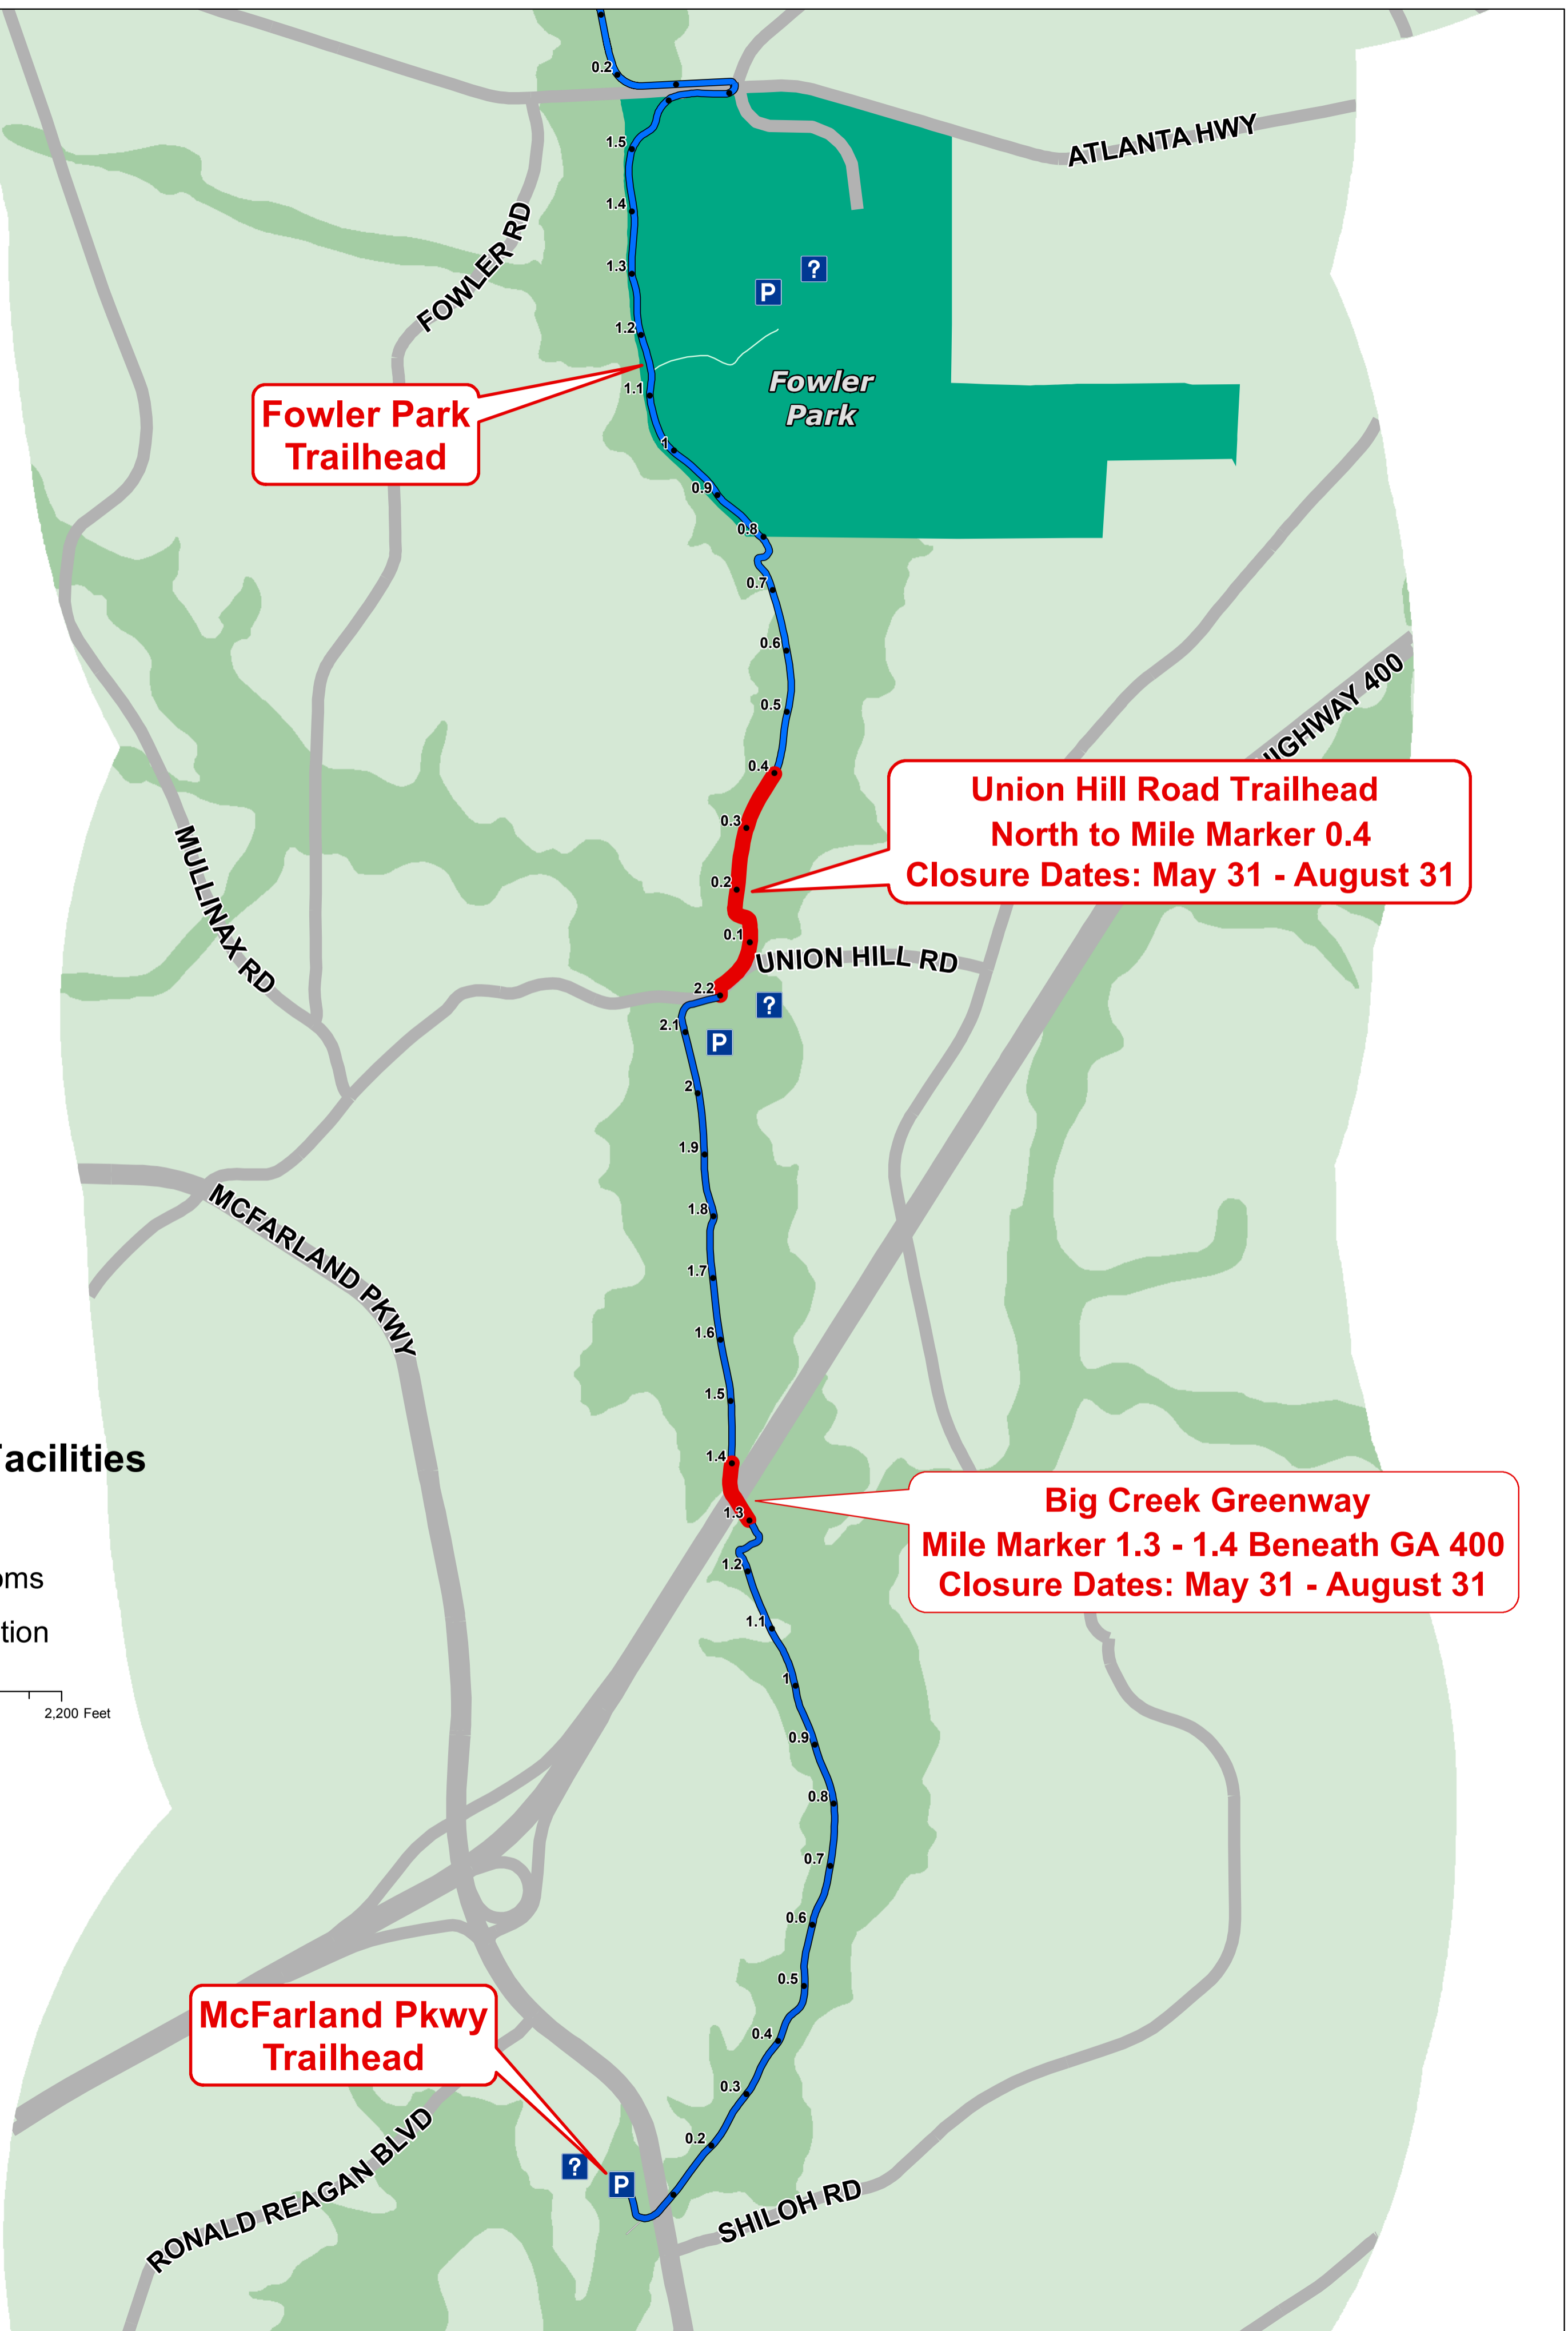 0.2
ATLANTA HWY
1.5
1.4
FOWLER RD
1.3
?
P
1.2
Fowler
Park
1.1
Fowler Park
Trailhead
1
0.9
0.8
0.7
0.6
0.5
HIGHWAY 400
0.4
Union Hill Road Trailhead
North to Mile Marker 0.4
Closure Dates: May 31 - August 31
0.3
0.2
MULLINAX RD
0.1
UNION HILL RD
2.2
?
2.1
P
2
1.9
1.8
MCFARLAND PKWY
1.7
1.6
1.5
1.4
Facilities
Big Creek Greenway
Mile Marker 1.3 - 1.4 Beneath GA 400
Closure Dates: May 31 - August 31
1.3
1.2
oms
1.1
tion
1
2,200 Feet
0.9
0.8
0.7
0.6
0.5
McFarland Pkwy
Trailhead
0.4
0.3
0.2
RONALD REAGAN BLVD
?
P
SHILOH RD